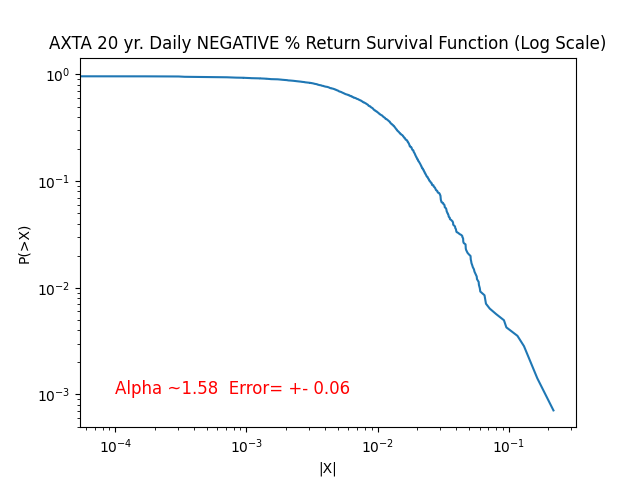 AXTA 20 yr. Daily NEGATIVE % Return Survival Function (Log Scale)
10⁰
10⁻¹
10⁻²
10⁻³
P(>X)
Alpha ~1.58  Error= +- 0.06
10⁻⁴ 10⁻³ 10⁻² 10⁻¹
|X|